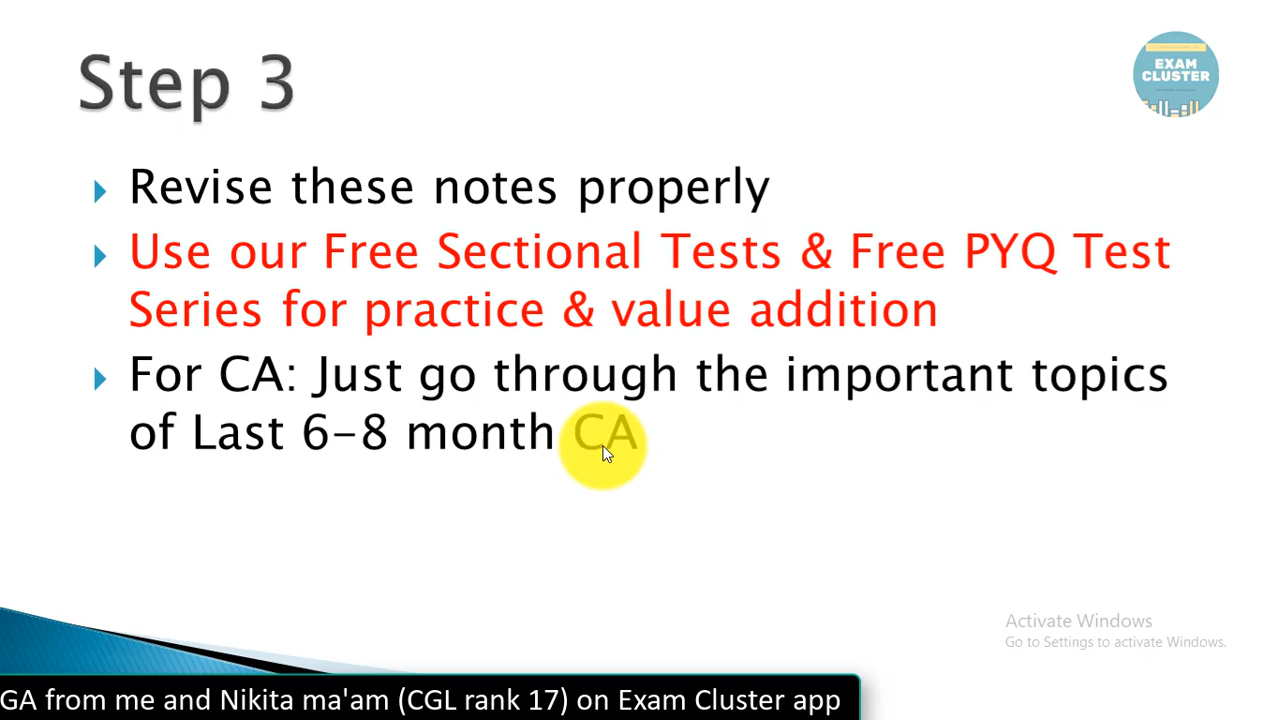 Step 3
EXAM
CLUSTER
Revise these notes properly
Use our Free Sectional Tests & Free PYQ Test
Series for practice & value addition
For CA: Just go through the important topics
of Last 6-8 month CA
Activate Windows
Go to Settings to activate Windows.
GA from me and Nikita ma'am (CGL rank 17) on Exam Cluster app